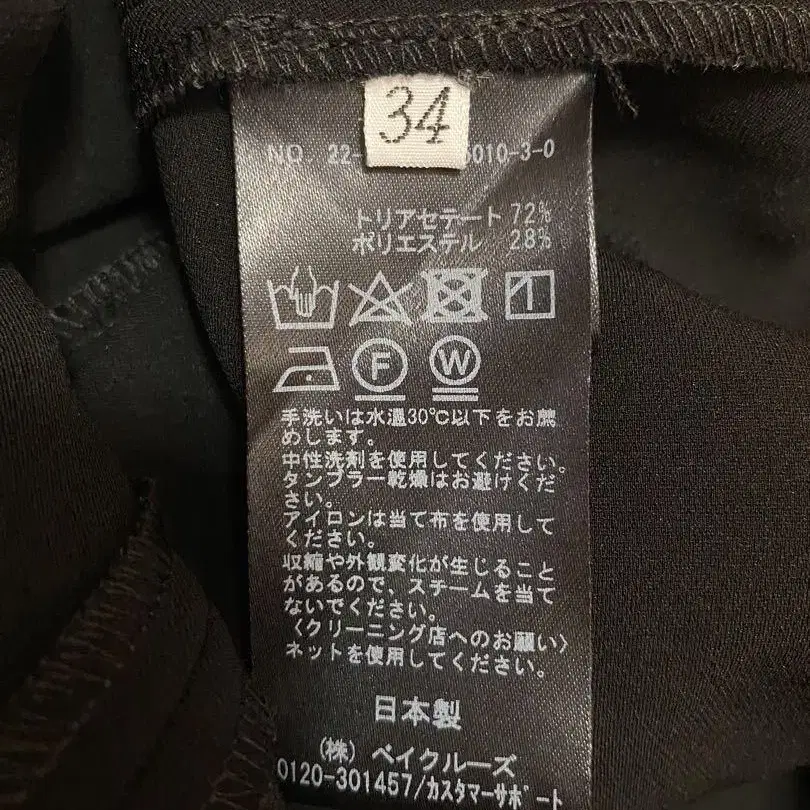 34
NO. 22- 6010-3-0
トリアセテート 72%
ポリエステル 28%
F W
手洗いは水温30℃以下をお薦
めします。
中性洗剤を使用してください。
タンブラー乾燥はお避けくだ
さい。
アイロンは当て布を使用して
ください。
収縮や外観変化が生じること
があるので、スチームを当て
ないでください。
〈クリーニング店へのお願い〉
ネットを使用してください。
日本製
(株) ベイクルーズ
0120-301457/カスタマーサポート